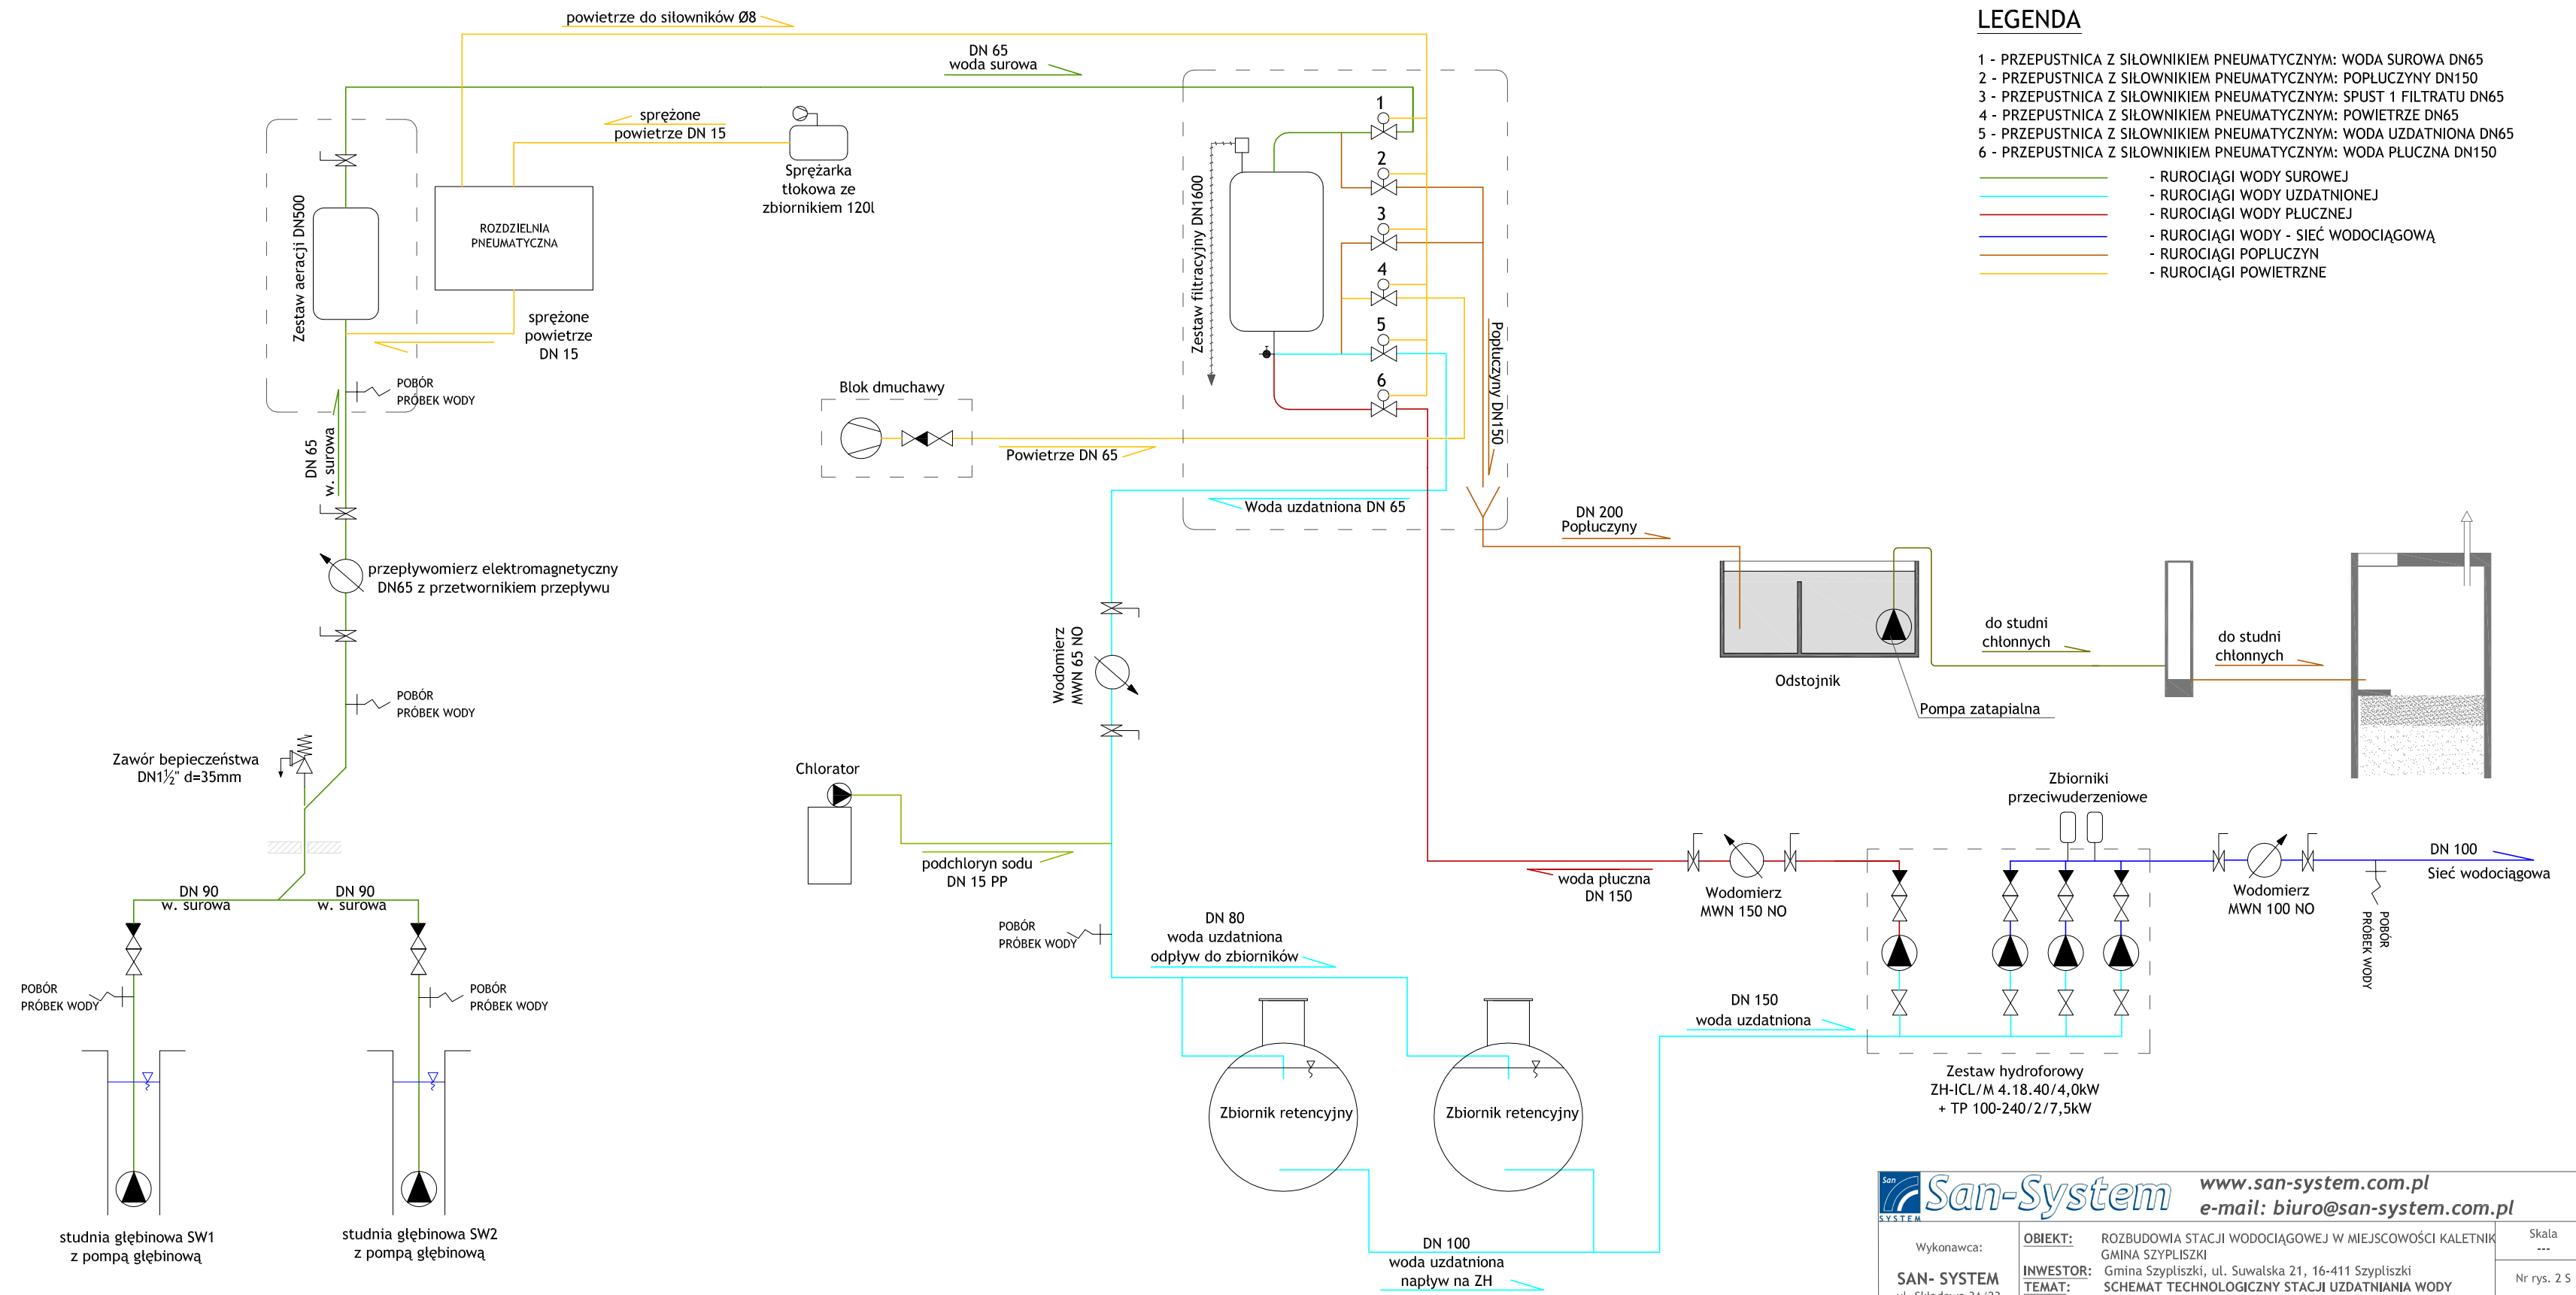 powietrze do siłowników Ø8
DN 65
woda surowa
sprężone
powietrze DN 15
Sprężarka
tłokowa ze
zbiornikiem 120l
Zestaw aeracji DN500
ROZDZIELNIA
PNEUMATYCZNA
sprężone
powietrze
DN 15
POBÓR
PRÓBEK WODY
DN 65
w. surowa
przepływomierz elektromagnetyczny
DN65 z przetwornikiem przepływu
POBÓR
PRÓBEK WODY
Zawór bepieczeństwa
DN1½" d=35mm
DN 90
w. surowa
DN 90
w. surowa
POBÓR
PRÓBEK WODY
POBÓR
PRÓBEK WODY
studnia głębinowa SW1
z pompą głębinową
studnia głębinowa SW2
z pompą głębinową
Zestaw filtracyjny DN1600
1
2
3
4
5
6
Popłuczyny DN150
Blok dmuchawy
Powietrze DN 65
Woda uzdatniona DN 65
Wodomierz
MWN 65 NO
Chlorator
podchloryn sodu
DN 15 PP
POBÓR
PRÓBEK WODY
DN 80
woda uzdatniona
odpływ do zbiorników
Zbiornik retencyjny
Zbiornik retencyjny
DN 100
woda uzdatniona
napływ na ZH
DN 200
Popłuczyny
Odstojnik
Pompa zatapialna
do studni
chłonnych
do studni
chłonnych
woda płuczna
DN 150
Wodomierz
MWN 150 NO
Zbiorniki
przeciwuderzeniowe
Wodomierz
MWN 100 NO
DN 100
Sieć wodociągowa
POBÓR
PRÓBEK WODY
DN 150
woda uzdatniona
Zestaw hydroforowy
ZH-ICL/M 4.18.40/4,0kW
+ TP 100-240/2/7,5kW
LEGENDA
1 - PRZEPUSTNICA Z SIŁOWNIKIEM PNEUMATYCZNYM: WODA SUROWA DN65
2 - PRZEPUSTNICA Z SIŁOWNIKIEM PNEUMATYCZNYM: POPŁUCZYNY DN150
3 - PRZEPUSTNICA Z SIŁOWNIKIEM PNEUMATYCZNYM: SPUST 1 FILTRATU DN65
4 - PRZEPUSTNICA Z SIŁOWNIKIEM PNEUMATYCZNYM: POWIETRZE DN65
5 - PRZEPUSTNICA Z SIŁOWNIKIEM PNEUMATYCZNYM: WODA UZDATNIONA DN65
6 - PRZEPUSTNICA Z SIŁOWNIKIEM PNEUMATYCZNYM: WODA PŁUCZNA DN150
- RUROCIĄGI WODY SUROWEJ
- RUROCIĄGI WODY UZDATNIONEJ
- RUROCIĄGI WODY PŁUCZNEJ
- RUROCIĄGI WODY - SIEĆ WODOCIĄGOWĄ
- RUROCIĄGI POPŁUCZYN
- RUROCIĄGI POWIETRZNE
San
SYSTEM
San-System
www.san-system.com.pl
e-mail: biuro@san-system.com.pl
Wykonawca:
SAN- SYSTEM
OBIEKT: ROZBUDOWIA STACJI WODOCIĄGOWEJ W MIEJSCOWOŚCI KALETNIK
GMINA SZYPLISZKI
INWESTOR: Gmina Szypliszki, ul. Suwalska 21, 16-411 Szypliszki
TEMAT: SCHEMAT TECHNOLOGICZNY STACJI UZDATNIANIA WODY
Skala
---
Nr rys. 2 S